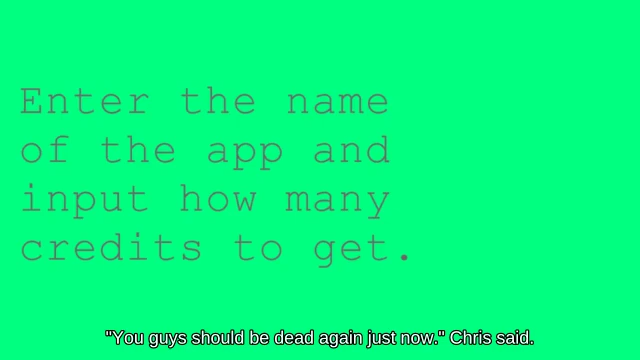 Enter the name
of the app and
input how many
credits to get.
"You guys should be dead again just now." Chris said.